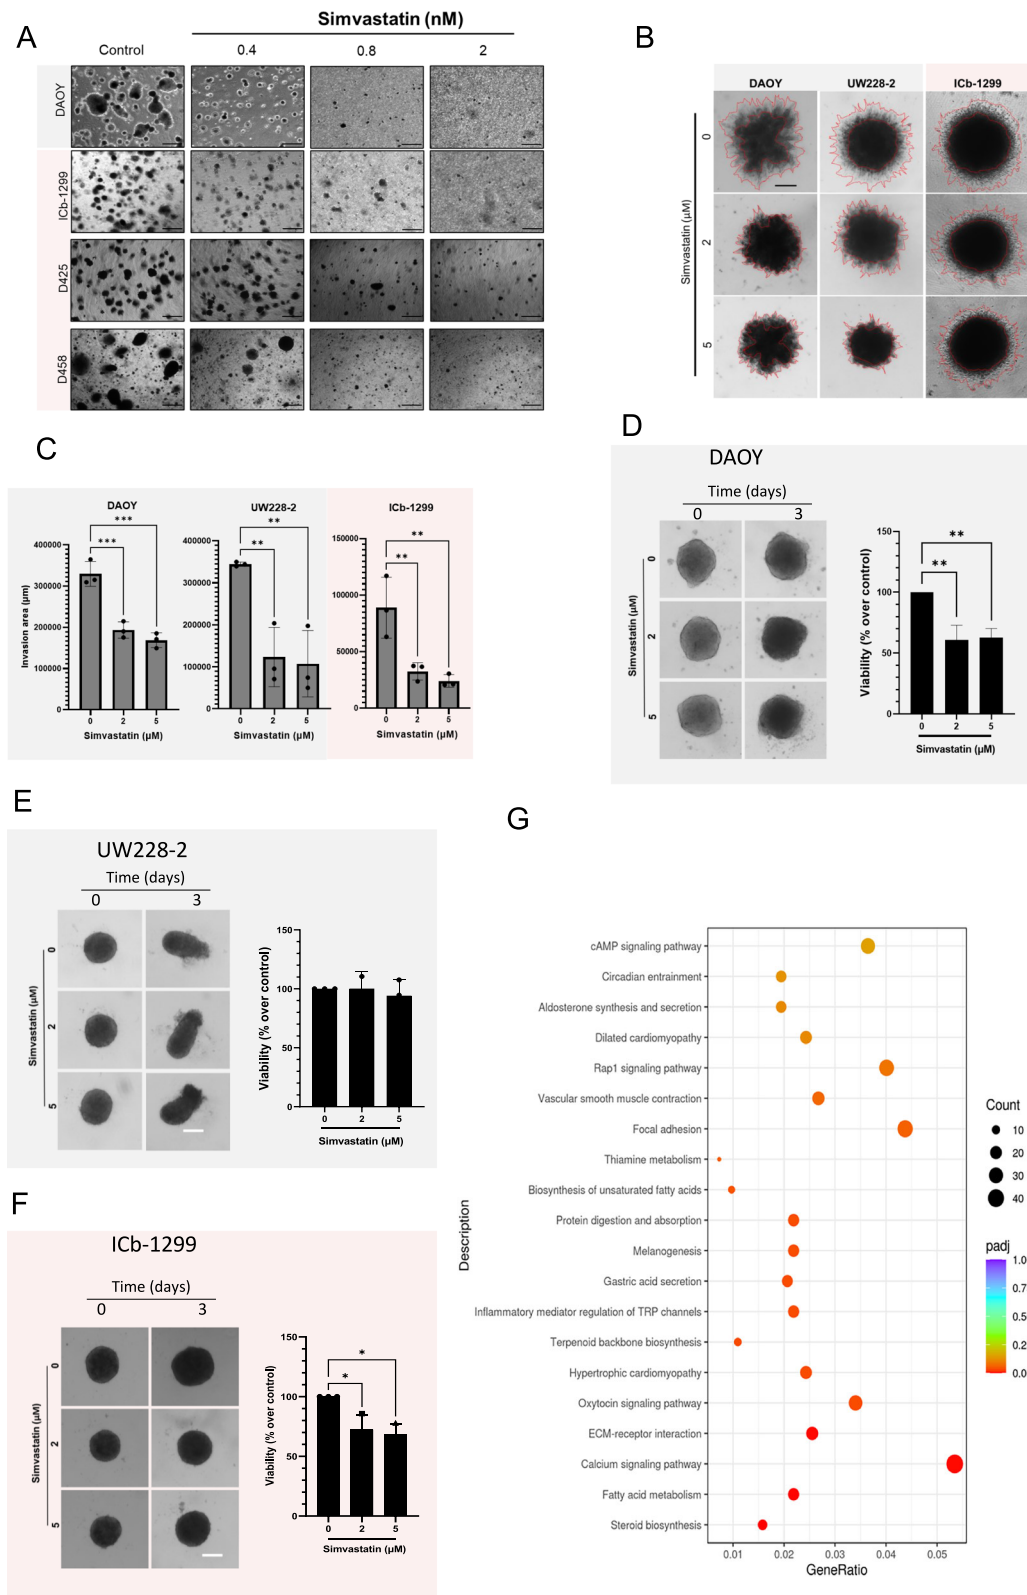 A
Simvastatin (nM)
Control
0.4
0.8
2
DAOY
ICb-1299
D425
D458
B
DAOY
UW228-2
ICb-1299
Simvastatin (µM)
0
2
5
C
DAOY
UW228-2
ICb-1299
***
***
**
**
**
**
Invasion area (µm)
400000
300000
200000
100000
0
400000
300000
200000
100000
0
150000
100000
50000
0
0 2 5
0 2 5
0 2 5
Simvastatin (µM)
Simvastatin (µM)
Simvastatin (µM)
D
DAOY
Time (days)
0 3
Simvastatin (µM)
0
2
5
Viability (% over control)
150
100
50
0
**
**
0 2 5
Simvastatin (µM)
E
UW228-2
Time (days)
0 3
Simvastatin (µM)
0
2
5
Viability (% over control)
150
100
50
0
0 2 5
Simvastatin (µM)
F
ICb-1299
Time (days)
0 3
Simvastatin (µM)
0
2
5
Viability (% over control)
150
100
50
0
*
*
0 2 5
Simvastatin (µM)
G
Description
cAMP signaling pathway
Circadian entrainment
Aldosterone synthesis and secretion
Dilated cardiomyopathy
Rap1 signaling pathway
Vascular smooth muscle contraction
Focal adhesion
Thiamine metabolism
Biosynthesis of unsaturated fatty acids
Protein digestion and absorption
Melanogenesis
Gastric acid secretion
Inflammatory mediator regulation of TRP channels
Terpenoid backbone biosynthesis
Hypertrophic cardiomyopathy
Oxytocin signaling pathway
ECM-receptor interaction
Calcium signaling pathway
Fatty acid metabolism
Steroid biosynthesis
0.01 0.02 0.03 0.04 0.05
GeneRatio
Count
10
20
30
40
padj
1.0
0.7
0.5
0.2
0.0